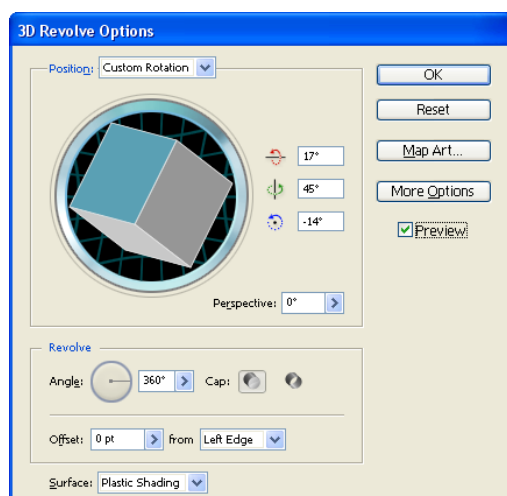 3D Revolve Options
Position: Custom Rotation
OK
Reset
Map Art...
More Options
Preview
17°
45°
-14°
Perspective: 0°
Revolve
Angle: 360° Cap:
Offset: 0 pt from Left Edge
Surface: Plastic Shading